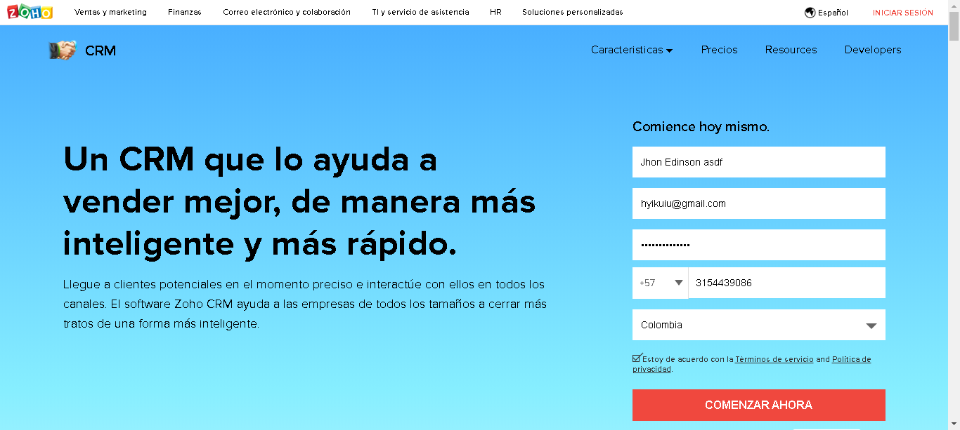 ZOHO
Ventas y marketing
Finanzas
Correo electrónico y colaboración
TI y servicio de asistencia
HR
Soluciones personalizadas
Español
INICIAR SESIÓN
CRM
Características
Precios
Resources
Developers
Comience hoy mismo.
Un CRM que lo ayuda a
vender mejor, de manera más
inteligente y más rápido.
Llegue a clientes potenciales en el momento preciso e interactúe con ellos en todos los
canales. El software Zoho CRM ayuda a las empresas de todos los tamaños a cerrar más
tratos de una forma más inteligente.
Jhon Edinson asdf
hyikuiu@gmail.com
••••••••••••••
+57
3154439086
Colombia
Estoy de acuerdo con la Términos de servicio and Política de
privacidad.
COMENZAR AHORA